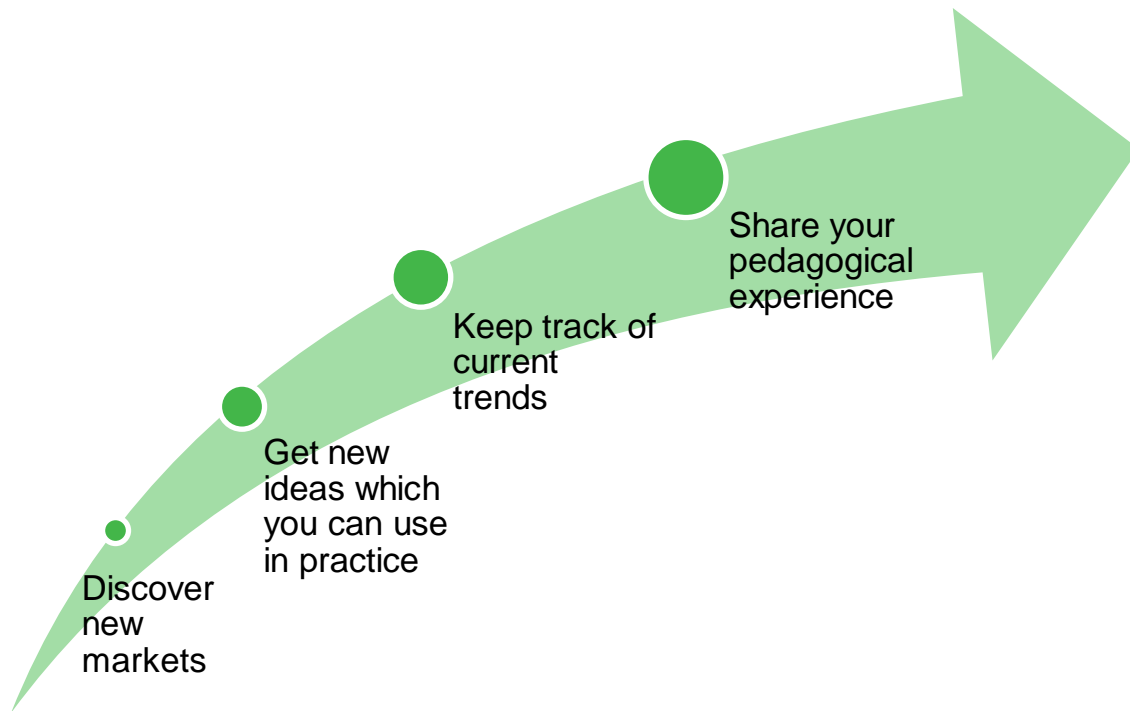 Discover
new
markets
Get new
ideas which
you can use
in practice
Keep track of
current
trends
Share your
pedagogical
experience